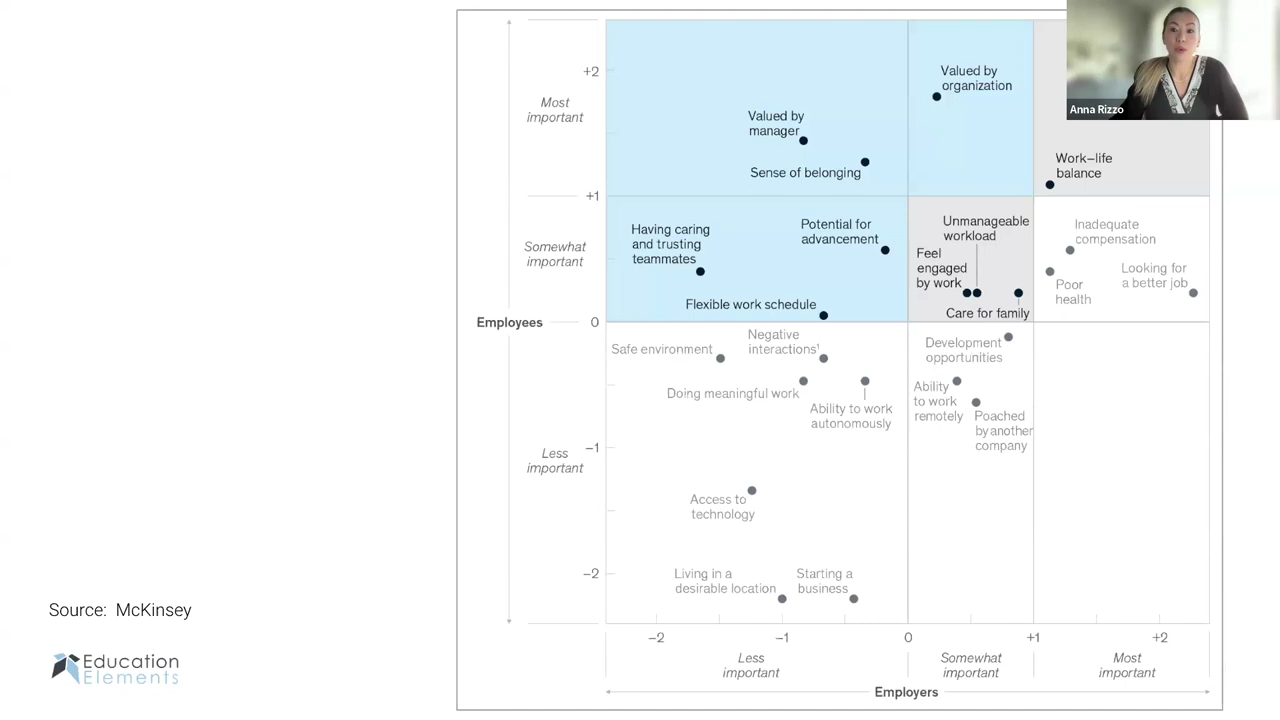 Anna Rizzo
+2
Most
important
Valued by
organization
Valued by
manager
Sense of belonging
Work–life
balance
+1
Somewhat
important
Having caring
and trusting
teammates
Potential for
advancement
Flexible work schedule
Unmanageable
workload
Feel
engaged
by work
Care for family
Inadequate
compensation
Poor
health
Looking for
a better job
Employees
0
Safe environment
Negative
interactions¹
Doing meaningful work
Ability to work
autonomously
Development
opportunities
Ability
to work
remotely
Poached
by another
company
−1
Less
important
Access to
technology
−2
Living in a
desirable location
Starting a
business
−2
−1
0
+1
+2
Less
important
Somewhat
important
Most
important
Employers
Source: McKinsey
Education
Elements